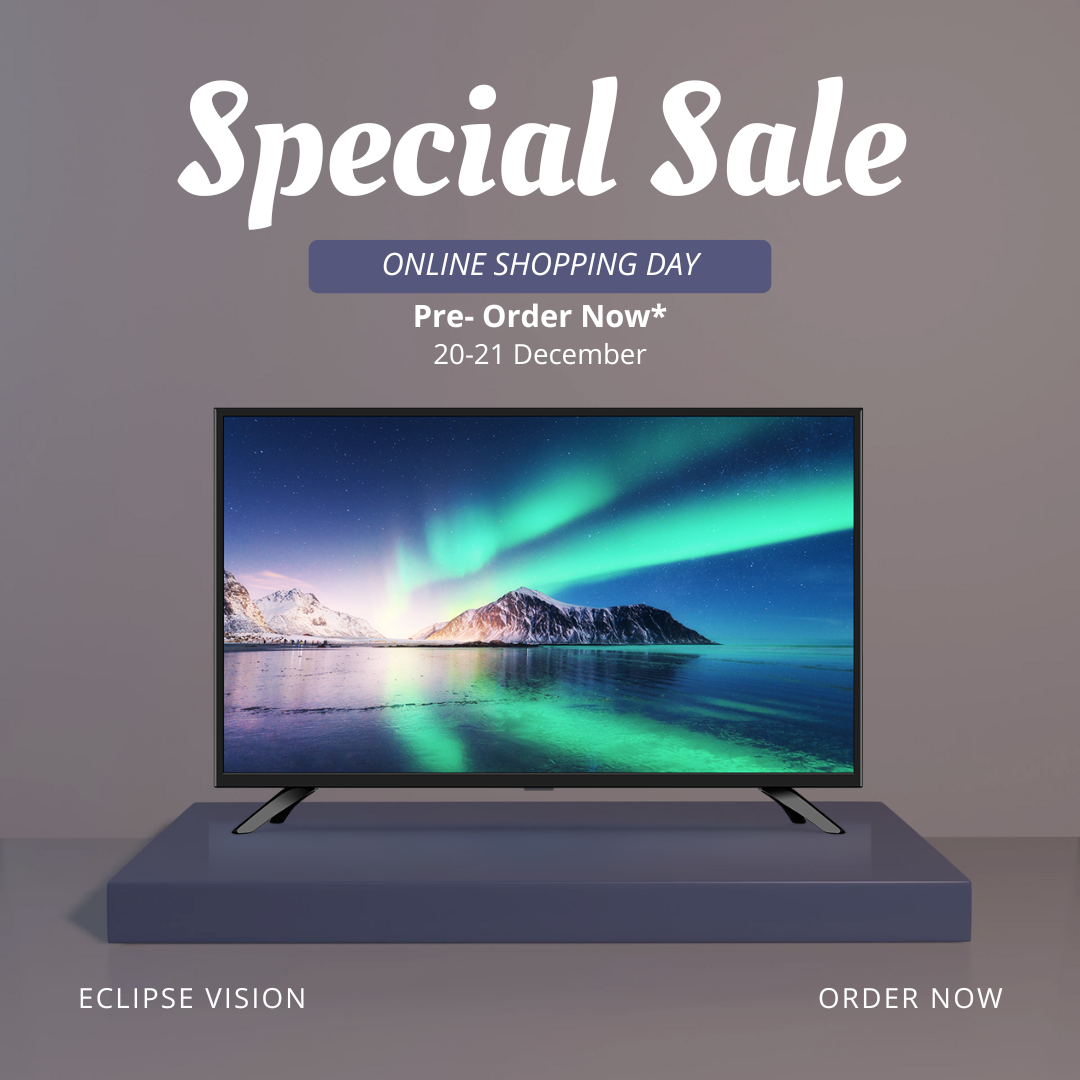 Special Sale
ONLINE SHOPPING DAY
Pre- Order Now*
20-21 December
ECLIPSE VISION
ORDER NOW